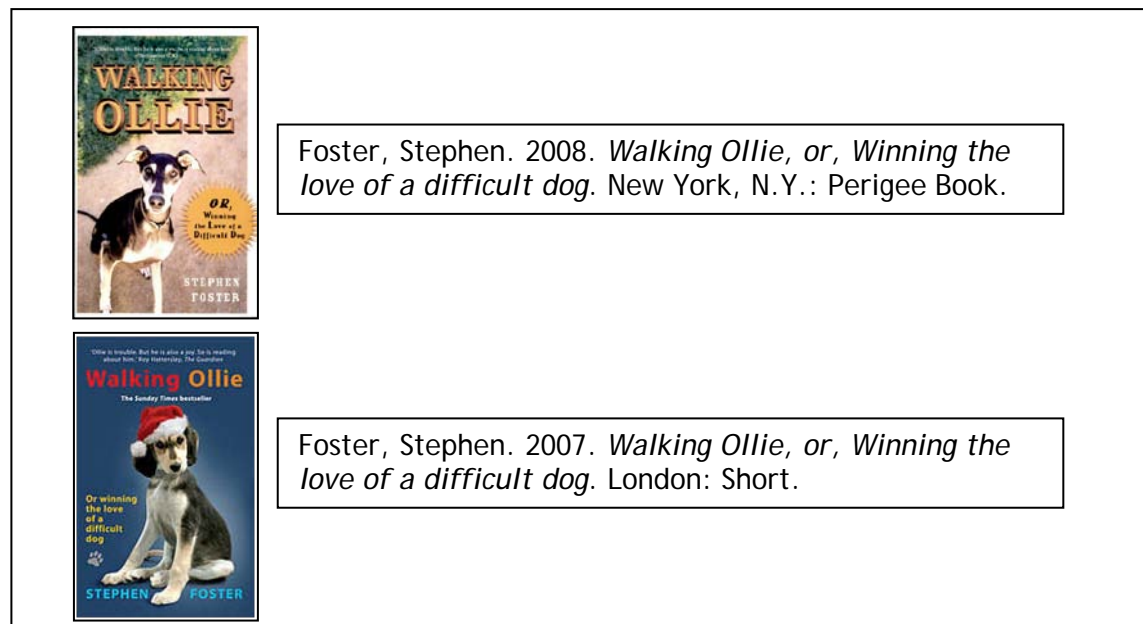 WALKING
OLLIE
OR,
Winning
the Love of a
Difficult Dog
STEPHEN
FOSTER
Foster, Stephen. 2008. Walking Ollie, or, Winning the
love of a difficult dog. New York, N.Y.: Perigee Book.
'Ollie is trouble. But he is also a joy. So is reading
about him.' Roy Hattersley, The Guardian
Walking Ollie
The Sunday Times bestseller
Or winning
the love
of a
difficult
dog
STEPHEN FOSTER
Foster, Stephen. 2007. Walking Ollie, or, Winning the
love of a difficult dog. London: Short.